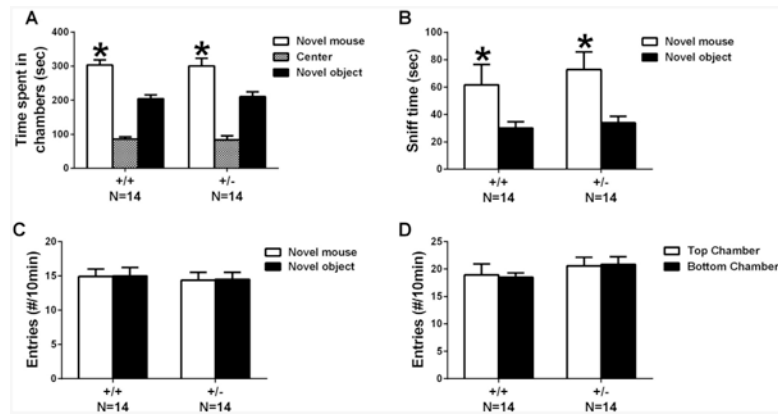 A
Time spent in
chambers (sec)
400
300
200
100
0
*
*
Novel mouse
Center
Novel object
+/+
N=14
+/-
N=14
B
Sniff time (sec)
100
80
60
40
20
0
*
*
Novel mouse
Novel object
+/+
N=14
+/-
N=14
C
Entries (#/10min)
20
15
10
5
0
Novel mouse
Novel object
+/+
N=14
+/-
N=14
D
Entries (#/10min)
25
20
15
10
5
0
Top Chamber
Bottom Chamber
+/+
N=14
+/-
N=14